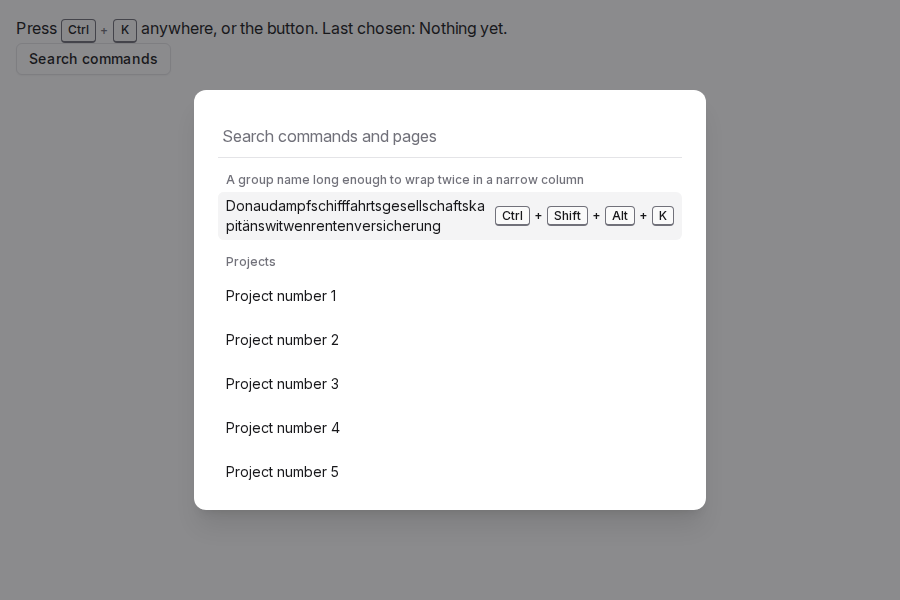 Press Ctrl + K anywhere, or the button. Last chosen: Nothing yet.
Search commands
Search commands and pages
A group name long enough to wrap twice in a narrow column
Donaudampfschifffahrtsgesellschaftska
pitänswitwenrentenversicherung
Ctrl + Shift + Alt + K
Projects
Project number 1
Project number 2
Project number 3
Project number 4
Project number 5